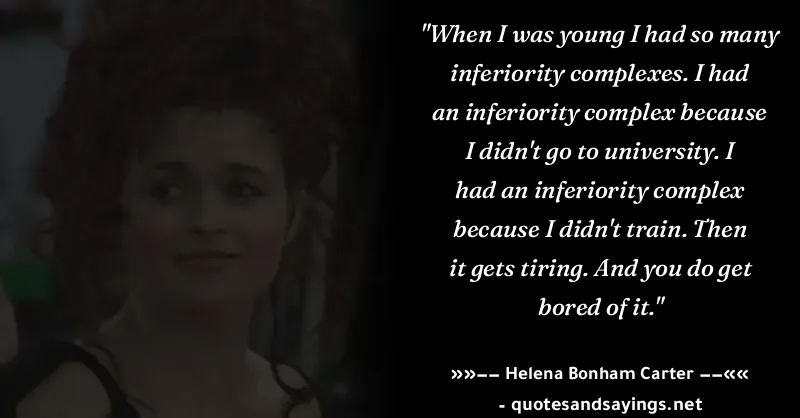 "When I was young I had so many
inferiority complexes. I had
an inferiority complex because
I didn't go to university. I
had an inferiority complex
because I didn't train. Then
it gets tiring. And you do get
bored of it."
»»−− Helena Bonham Carter −−««
- quotesandsayings.net